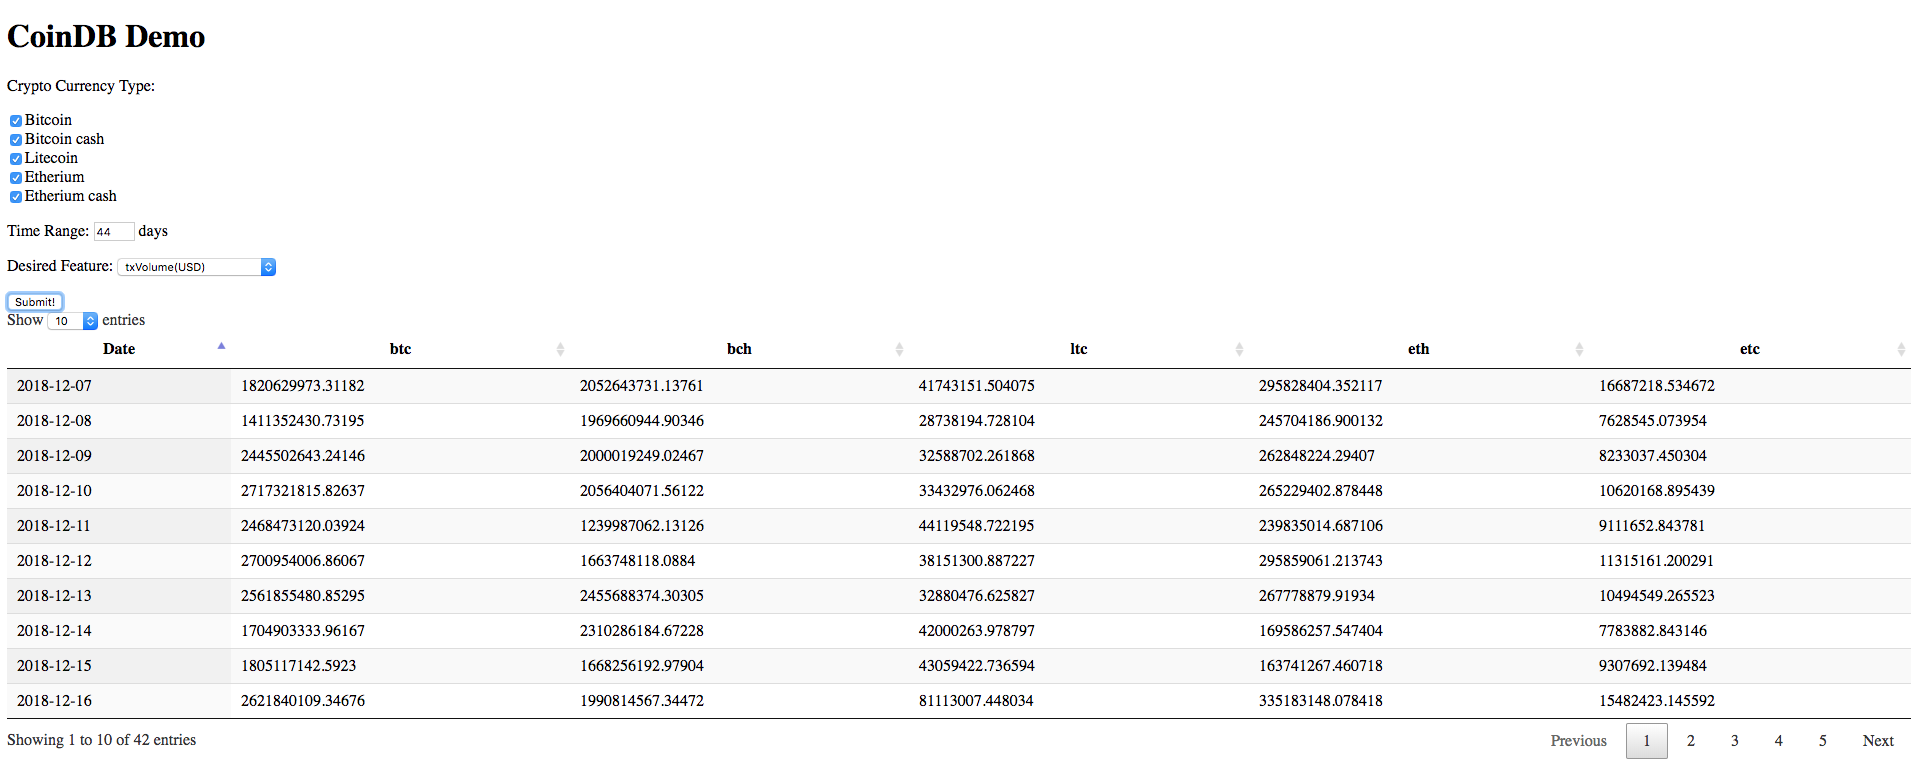 CoinDB Demo
Crypto Currency Type:
Bitcoin
Bitcoin cash
Litecoin
Etherium
Etherium cash
Time Range: 44 days
Desired Feature: txVolume(USD)
Submit!
Show 10 entries
Date btc bch ltc eth etc
2018-12-07 1820629973.31182 2052643731.13761 41743151.504075 295828404.352117 16687218.534672
2018-12-08 1411352430.73195 1969660944.90346 28738194.728104 245704186.900132 7628545.073954
2018-12-09 2445502643.24146 2000019249.02467 32588702.261868 262848224.29407 8233037.450304
2018-12-10 2717321815.82637 2056404071.56122 33432976.062468 265229402.878448 10620168.895439
2018-12-11 2468473120.03924 1239987062.13126 44119548.722195 239835014.687106 9111652.843781
2018-12-12 2700954006.86067 1663748118.0884 38151300.887227 295859061.213743 11315161.200291
2018-12-13 2561855480.85295 2455688374.30305 32880476.625827 267778879.91934 10494549.265523
2018-12-14 1704903333.96167 2310286184.67228 42000263.978797 169586257.547404 7783882.843146
2018-12-15 1805117142.5923 1668256192.97904 43059422.736594 163741267.460718 9307692.139484
2018-12-16 2621840109.34676 1990814567.34472 81113007.448034 335183148.078418 15482423.145592
Showing 1 to 10 of 42 entries Previous 1 2 3 4 5 Next